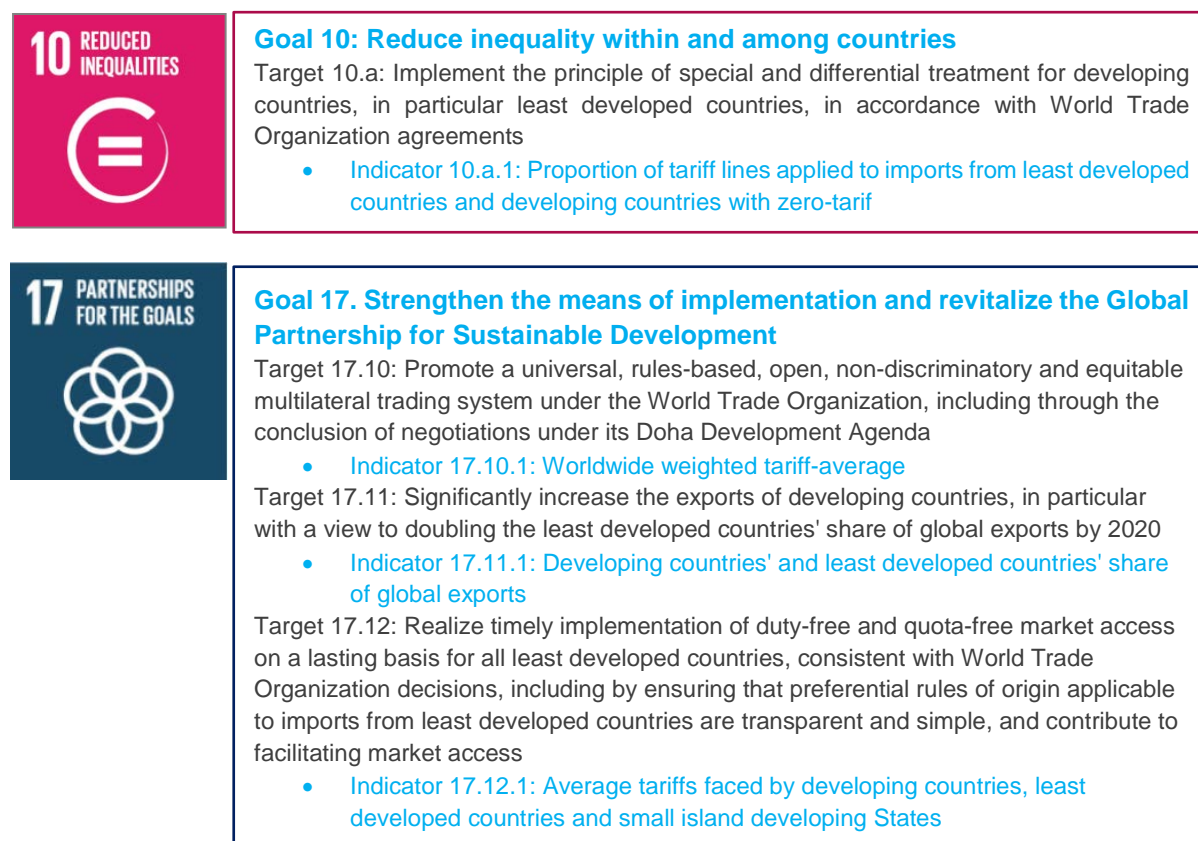 10 REDUCED
INEQUALITIES
Goal 10: Reduce inequality within and among countries
Target 10.a: Implement the principle of special and differential treatment for developing
countries, in particular least developed countries, in accordance with World Trade
Organization agreements
• Indicator 10.a.1: Proportion of tariff lines applied to imports from least developed
countries and developing countries with zero-tarif
17 PARTNERSHIPS
FOR THE GOALS
Goal 17. Strengthen the means of implementation and revitalize the Global
Partnership for Sustainable Development
Target 17.10: Promote a universal, rules-based, open, non-discriminatory and equitable
multilateral trading system under the World Trade Organization, including through the
conclusion of negotiations under its Doha Development Agenda
• Indicator 17.10.1: Worldwide weighted tariff-average
Target 17.11: Significantly increase the exports of developing countries, in particular
with a view to doubling the least developed countries' share of global exports by 2020
• Indicator 17.11.1: Developing countries' and least developed countries' share
of global exports
Target 17.12: Realize timely implementation of duty-free and quota-free market access
on a lasting basis for all least developed countries, consistent with World Trade
Organization decisions, including by ensuring that preferential rules of origin applicable
to imports from least developed countries are transparent and simple, and contribute to
facilitating market access
• Indicator 17.12.1: Average tariffs faced by developing countries, least
developed countries and small island developing States